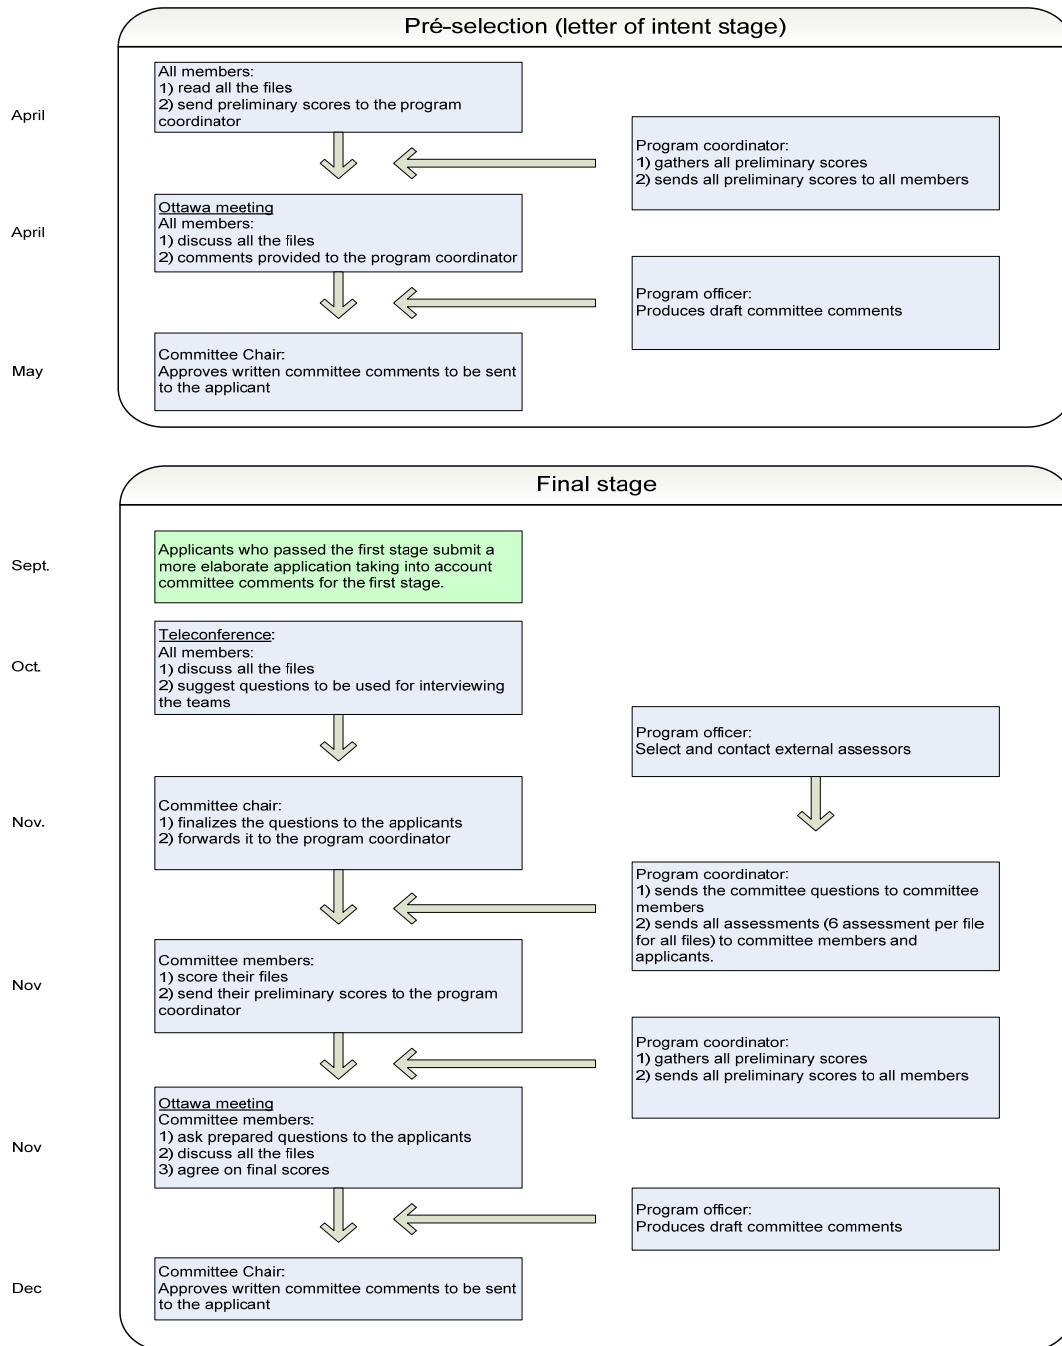 Pré-selection (letter of intent stage)
April
All members:
1) read all the files
2) send preliminary scores to the program
coordinator
Program coordinator:
1) gathers all preliminary scores
2) sends all preliminary scores to all members
April
Ottawa meeting
All members:
1) discuss all the files
2) comments provided to the program coordinator
Program officer:
Produces draft committee comments
May
Committee Chair:
Approves written committee comments to be sent
to the applicant
Final stage
Sept.
Applicants who passed the first stage submit a
more elaborate application taking into account
committee comments for the first stage.
Oct.
Teleconference:
All members:
1) discuss all the files
2) suggest questions to be used for interviewing
the teams
Program officer:
Select and contact external assessors
Nov.
Committee chair:
1) finalizes the questions to the applicants
2) forwards it to the program coordinator
Program coordinator:
1) sends the committee questions to committee
members
2) sends all assessments (6 assessment per file
for all files) to committee members and
applicants.
Nov
Committee members:
1) score their files
2) send their preliminary scores to the program
coordinator
Program coordinator:
1) gathers all preliminary scores
2) sends all preliminary scores to all members
Nov
Ottawa meeting
Committee members:
1) ask prepared questions to the applicants
2) discuss all the files
3) agree on final scores
Program officer:
Produces draft committee comments
Dec
Committee Chair:
Approves written committee comments to be sent
to the applicant